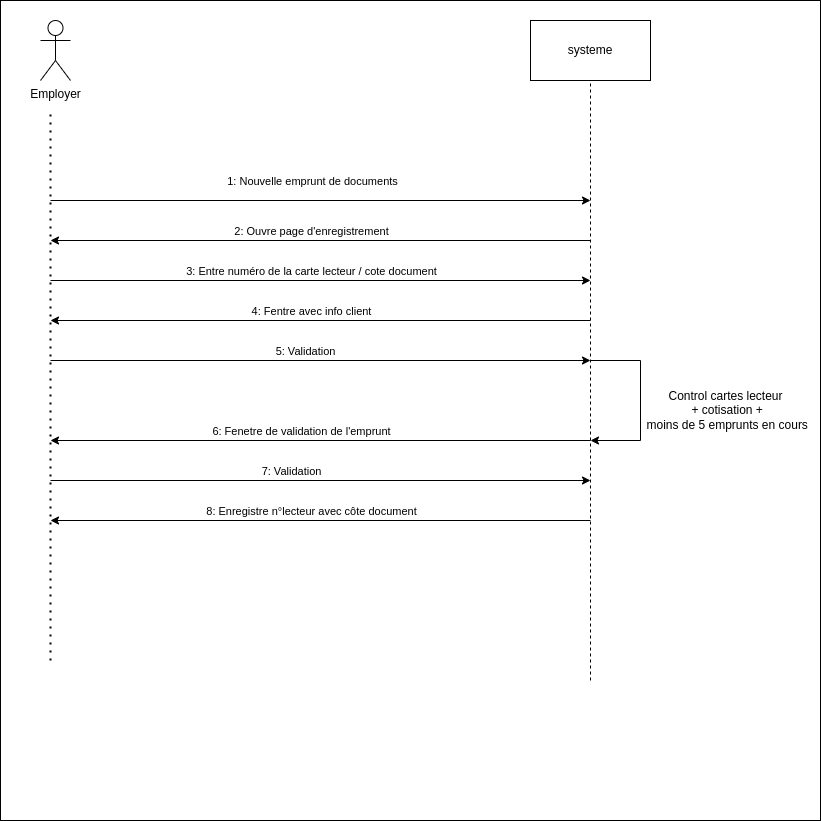 systeme
Employer
1: Nouvelle emprunt de documents
2: Ouvre page d'enregistrement
3: Entre numéro de la carte lecteur / cote document
4: Fentre avec info client
5: Validation
Control cartes lecteur
+ cotisation +
moins de 5 emprunts en cours
6: Fenetre de validation de l'emprunt
7: Validation
8: Enregistre n°lecteur avec côte document